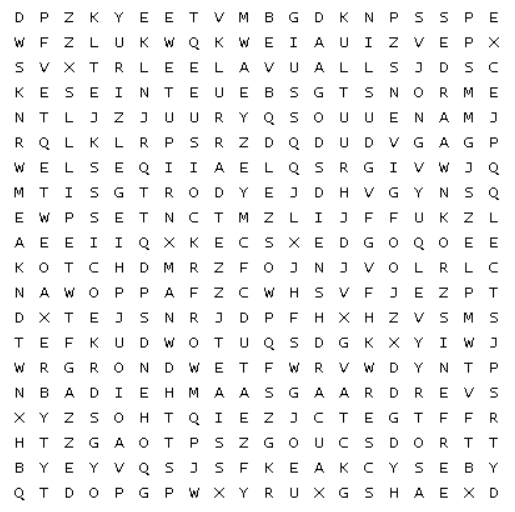 D P Z K Y E E T V M B G D K N P S S P E
W F Z L U K W Q K W E I A U I Z V E P X
S V X T R L E E L A V U A L L S J D S C
K E S E I N T E U E B S G T S N O R M E
N T L J Z J U U R Y Q S O U U E N A M J
R Q L K L R P S R Z D Q D U D V G A G P
W E L S E Q I I A E L Q S R G I V W J Q
M T I S G T R O D Y E J D H V G Y N S Q
E W P S E T N C T M Z L I J F F U K Z L
A E E I I Q X K E C S X E D G O Q O E E
K O T C H D M R Z F O J N J V O L R L C
N A W O P P A F Z C W H S V F J E Z P T
D X T E J S N R J D P F H X H Z V S M S
T E F K U D W O T U Q S D G K X Y I W J
W R G R O N D W E T F W R V W D Y N T P
N B A D I E H M A A S G A A R D R E V S
X Y Z S O H T Q I E Z J C T E G T F F R
H T Z G A O T P S Z G O U C S D O R T T
B Y E Y V Q S J S F K E A K C Y S E B Y
Q T D O P G P W X Y R U X G S H A E X D